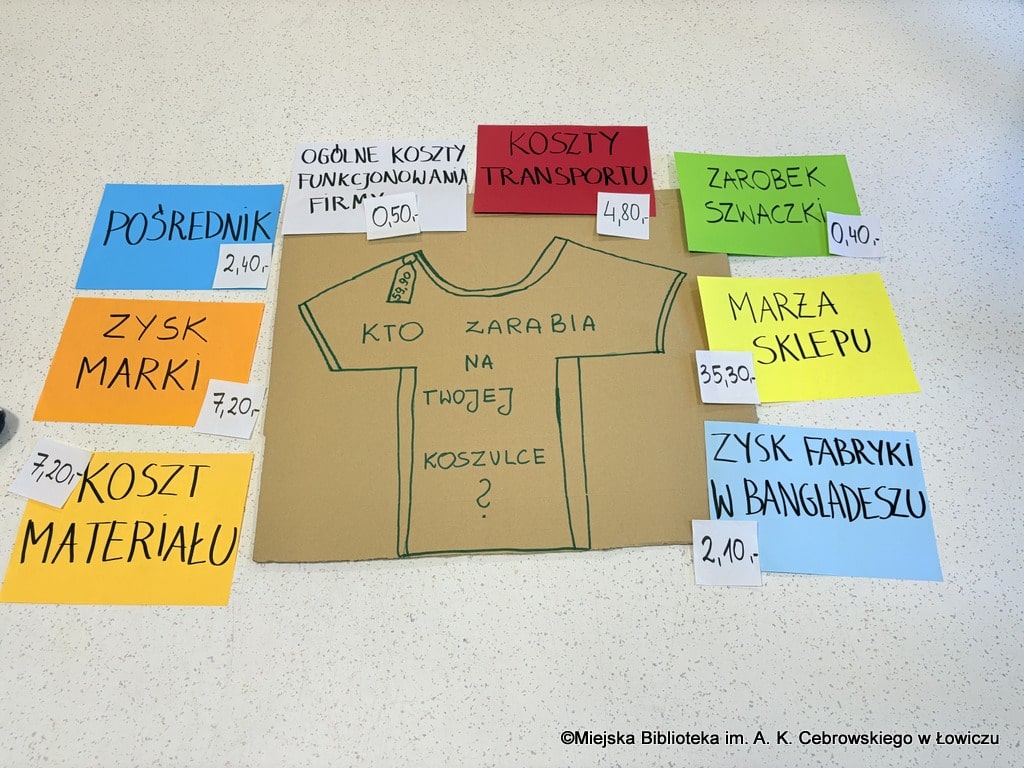 OGÓLNE KOSZTY
FUNKCJONOWANIA
FIRMY
0,50,-
KOSZTY
TRANSPORTU
4,80,-
ZAROBEK
SZWACZKI
0,40,-
POŚREDNIK
2,40,-
MARŻA
SKLEPU
35,30,-
ZYSK
MARKI
7,20,-
ZYSK FABRYKI
W BANGLADESZU
2,10,-
7,20,-
KOSZT
MATERIAŁU
59,90
KTO ZARABIA
NA
TWOJEJ
KOSZULCE
?
©Miejska Biblioteka im. A. K. Cebrowskiego w Łowiczu